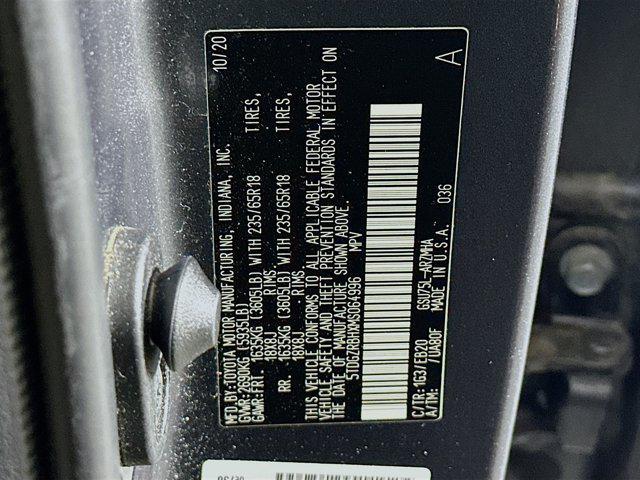 MFD.BY:TOYOTA MOTOR MANUFACTURING, INDIANA, INC. 10/20
GVWR:2690KG (5935LB)
GAWR:FRT 1635KG (3605LB) WITH 235/65R18 TIRES,
18X8J RIMS
RR. 1635KG (3605LB) WITH 235/65R18 TIRES,
18X8J RIMS
THIS VEHICLE CONFORMS TO ALL APPLICABLE FEDERAL MOTOR
VEHICLE SAFETY AND THEFT PREVENTION STANDARDS IN EFFECT ON
THE DATE OF MANUFACTURE SHOWN ABOVE.
5TDGZRBHXMS064996 MPV
C/TR:1G3/EB20 GSU75L-ARZMHA 036 A
A/TM: /UA80F MADE IN U.S.A.